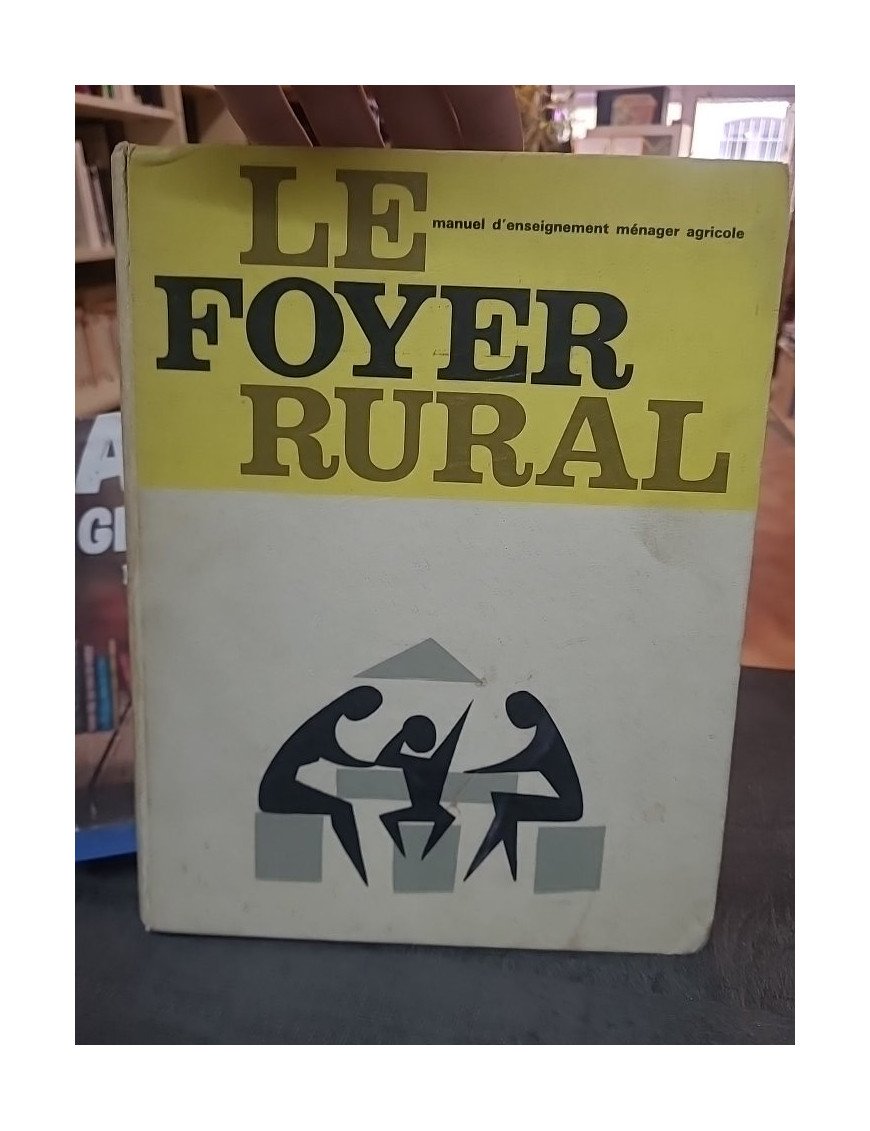 LE
manuel d'enseignement ménager agricole
FOYER
RURAL